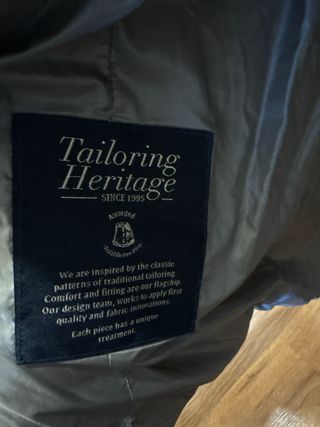 Tailoring
Heritage
SINCE 1995
Awarded
We are inspired by the classic
patterns of traditional tailoring.
Comfort and fitting are our flagship.
Our design team, works to apply first
quality and fabric innovations.
Each piece has a unique
treatment.